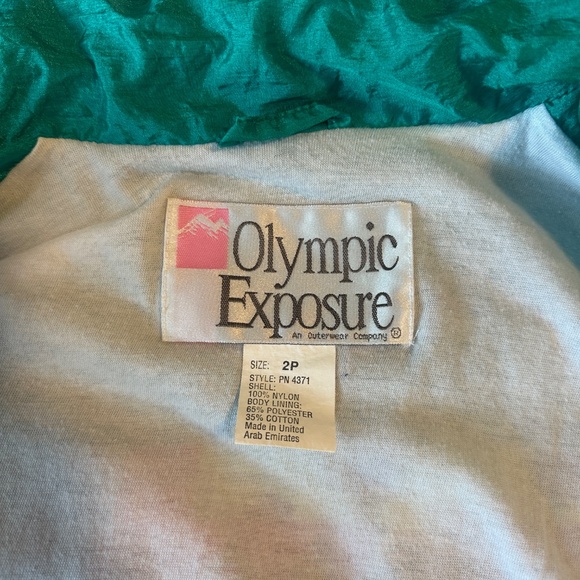 Olympic
Exposure
An Outerwear Company ®
SIZE: 2P
STYLE: PN 4371
SHELL:
100% NYLON
BODY LINING:
65% POLYESTER
35% COTTON
Made in United
Arab Emirates